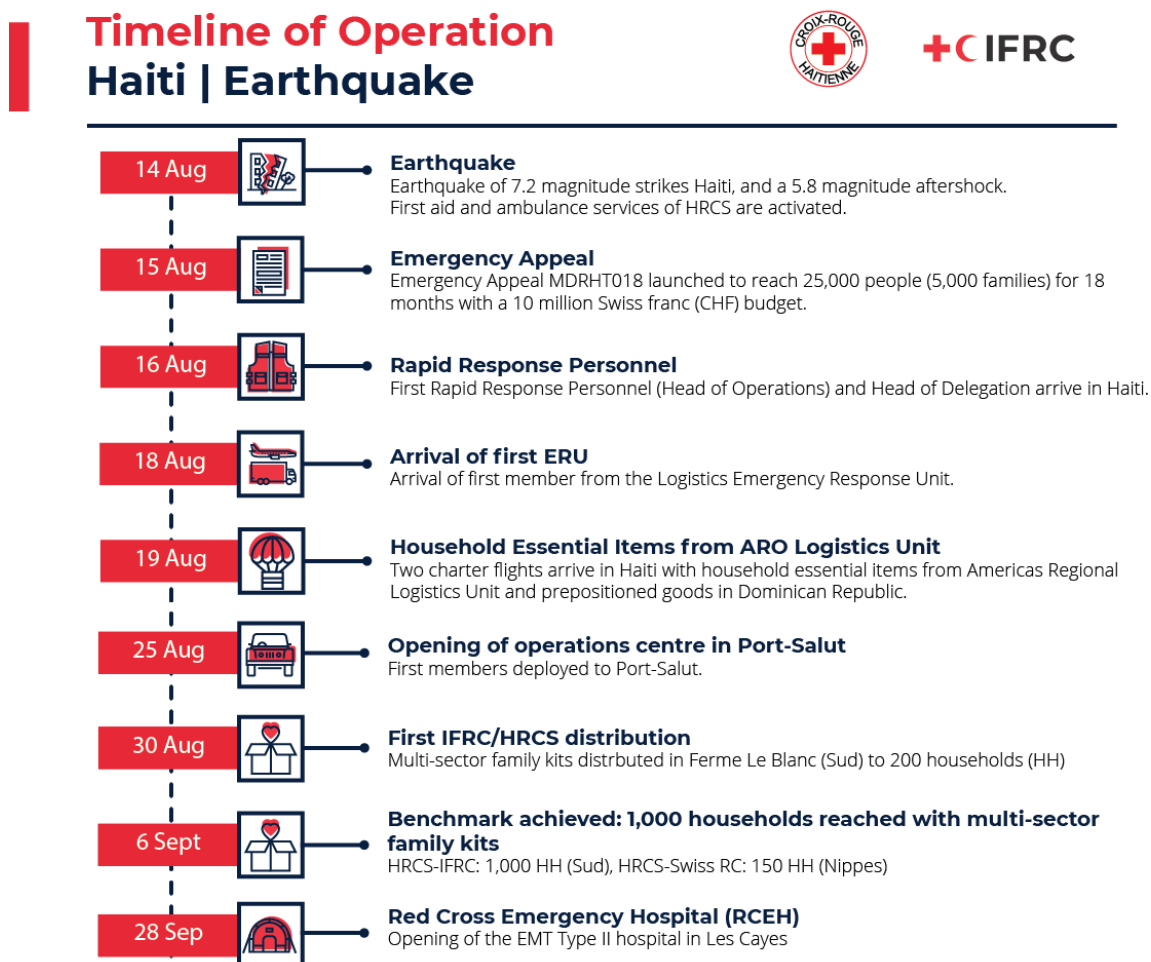 Timeline of Operation
Haiti | Earthquake
CROIX-ROUGE
HAITIENNE
IFRC
14 Aug
Earthquake
Earthquake of 7.2 magnitude strikes Haiti, and a 5.8 magnitude aftershock.
First aid and ambulance services of HRCS are activated.
15 Aug
Emergency Appeal
Emergency Appeal MDRHT018 launched to reach 25,000 people (5,000 families) for 18
months with a 10 million Swiss franc (CHF) budget.
16 Aug
Rapid Response Personnel
First Rapid Response Personnel (Head of Operations) and Head of Delegation arrive in Haiti.
18 Aug
Arrival of first ERU
Arrival of first member from the Logistics Emergency Response Unit.
19 Aug
Household Essential Items from ARO Logistics Unit
Two charter flights arrive in Haiti with household essential items from Americas Regional
Logistics Unit and prepositioned goods in Dominican Republic.
25 Aug
Opening of operations centre in Port-Salut
First members deployed to Port-Salut.
30 Aug
First IFRC/HRCS distribution
Multi-sector family kits distrbuted in Ferme Le Blanc (Sud) to 200 households (HH)
6 Sept
Benchmark achieved: 1,000 households reached with multi-sector
family kits
HRCS-IFRC: 1,000 HH (Sud), HRCS-Swiss RC: 150 HH (Nippes)
28 Sep
Red Cross Emergency Hospital (RCEH)
Opening of the EMT Type II hospital in Les Cayes